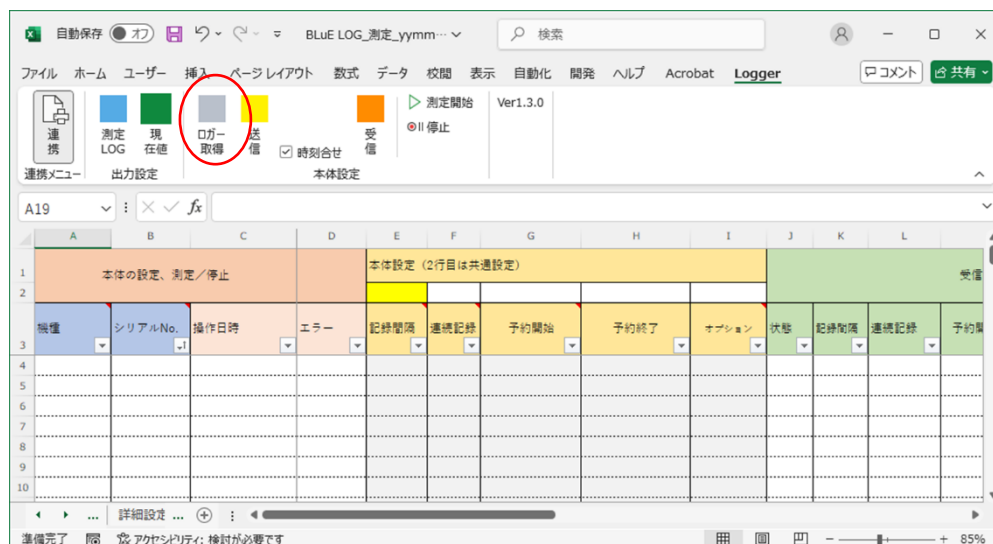 自動保存 オフ BLuE LOG_測定_yymm… 検索
ファイル ホーム ユーザー 挿入 ページ レイアウト 数式 データ 校閲 表示 自動化 開発 ヘルプ Acrobat Logger コメント 共有
連携 測定LOG 現在値 ロガー取得 送信 時刻合せ 受信 測定開始 Ver1.3.0
停止
連携メニュー 出力設定 本体設定
A19 fx
A B C D E F G H I J K L
1 本体の設定、測定/停止 本体設定(2行目は共通設定) 受信
2
3 機種 シリアルNo. 操作日時 エラー 記録間隔 連続記録 予約開始 予約終了 オプション 状態 記録間隔 連続記録
4
5
6
7
8
9
10
... 詳細設定 ...
準備完了 アクセシビリティ: 検討が必要です 85%